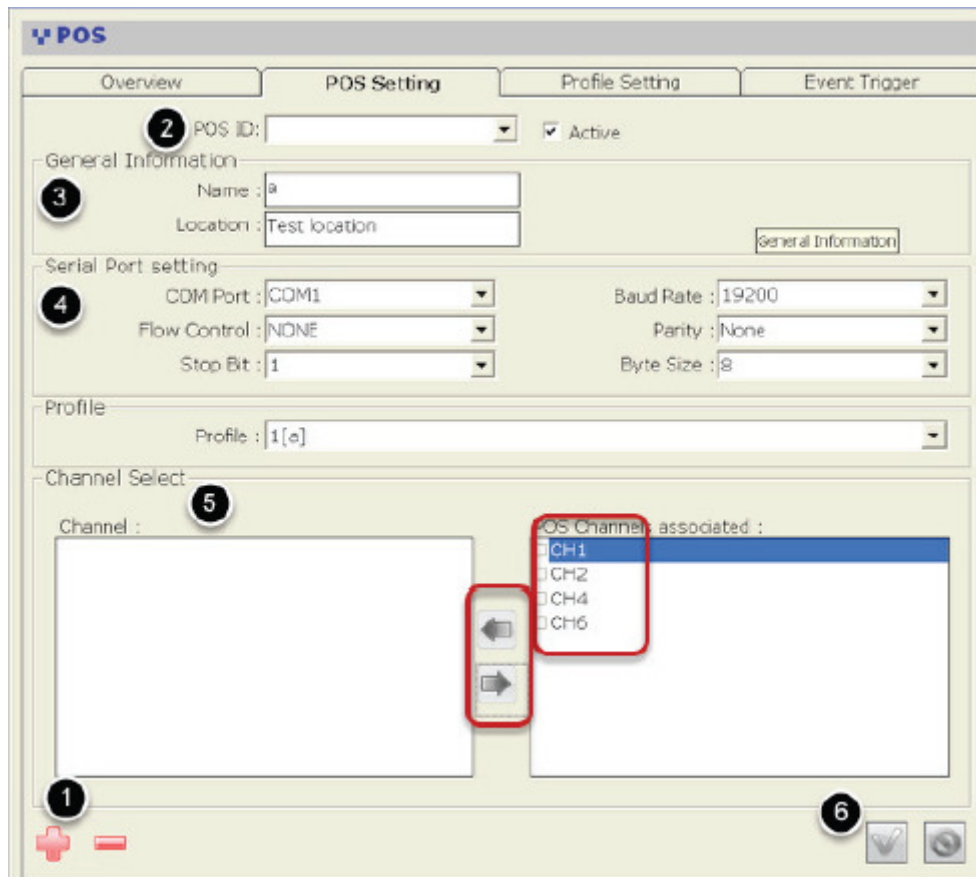 POS
Overview POS Setting Profile Setting Event Trigger
2 POS ID: Active
General Information
3 Name : a
Location : Test location
General Information
Serial Port setting
4 COM Port : COM1 Baud Rate : 19200
Flow Control : NONE Parity : None
Stop Bit : 1 Byte Size : 8
Profile
Profile : 1[a]
Channel Select
5
Channel : POS Channels associated :
CH1
CH2
CH4
CH6
1
6